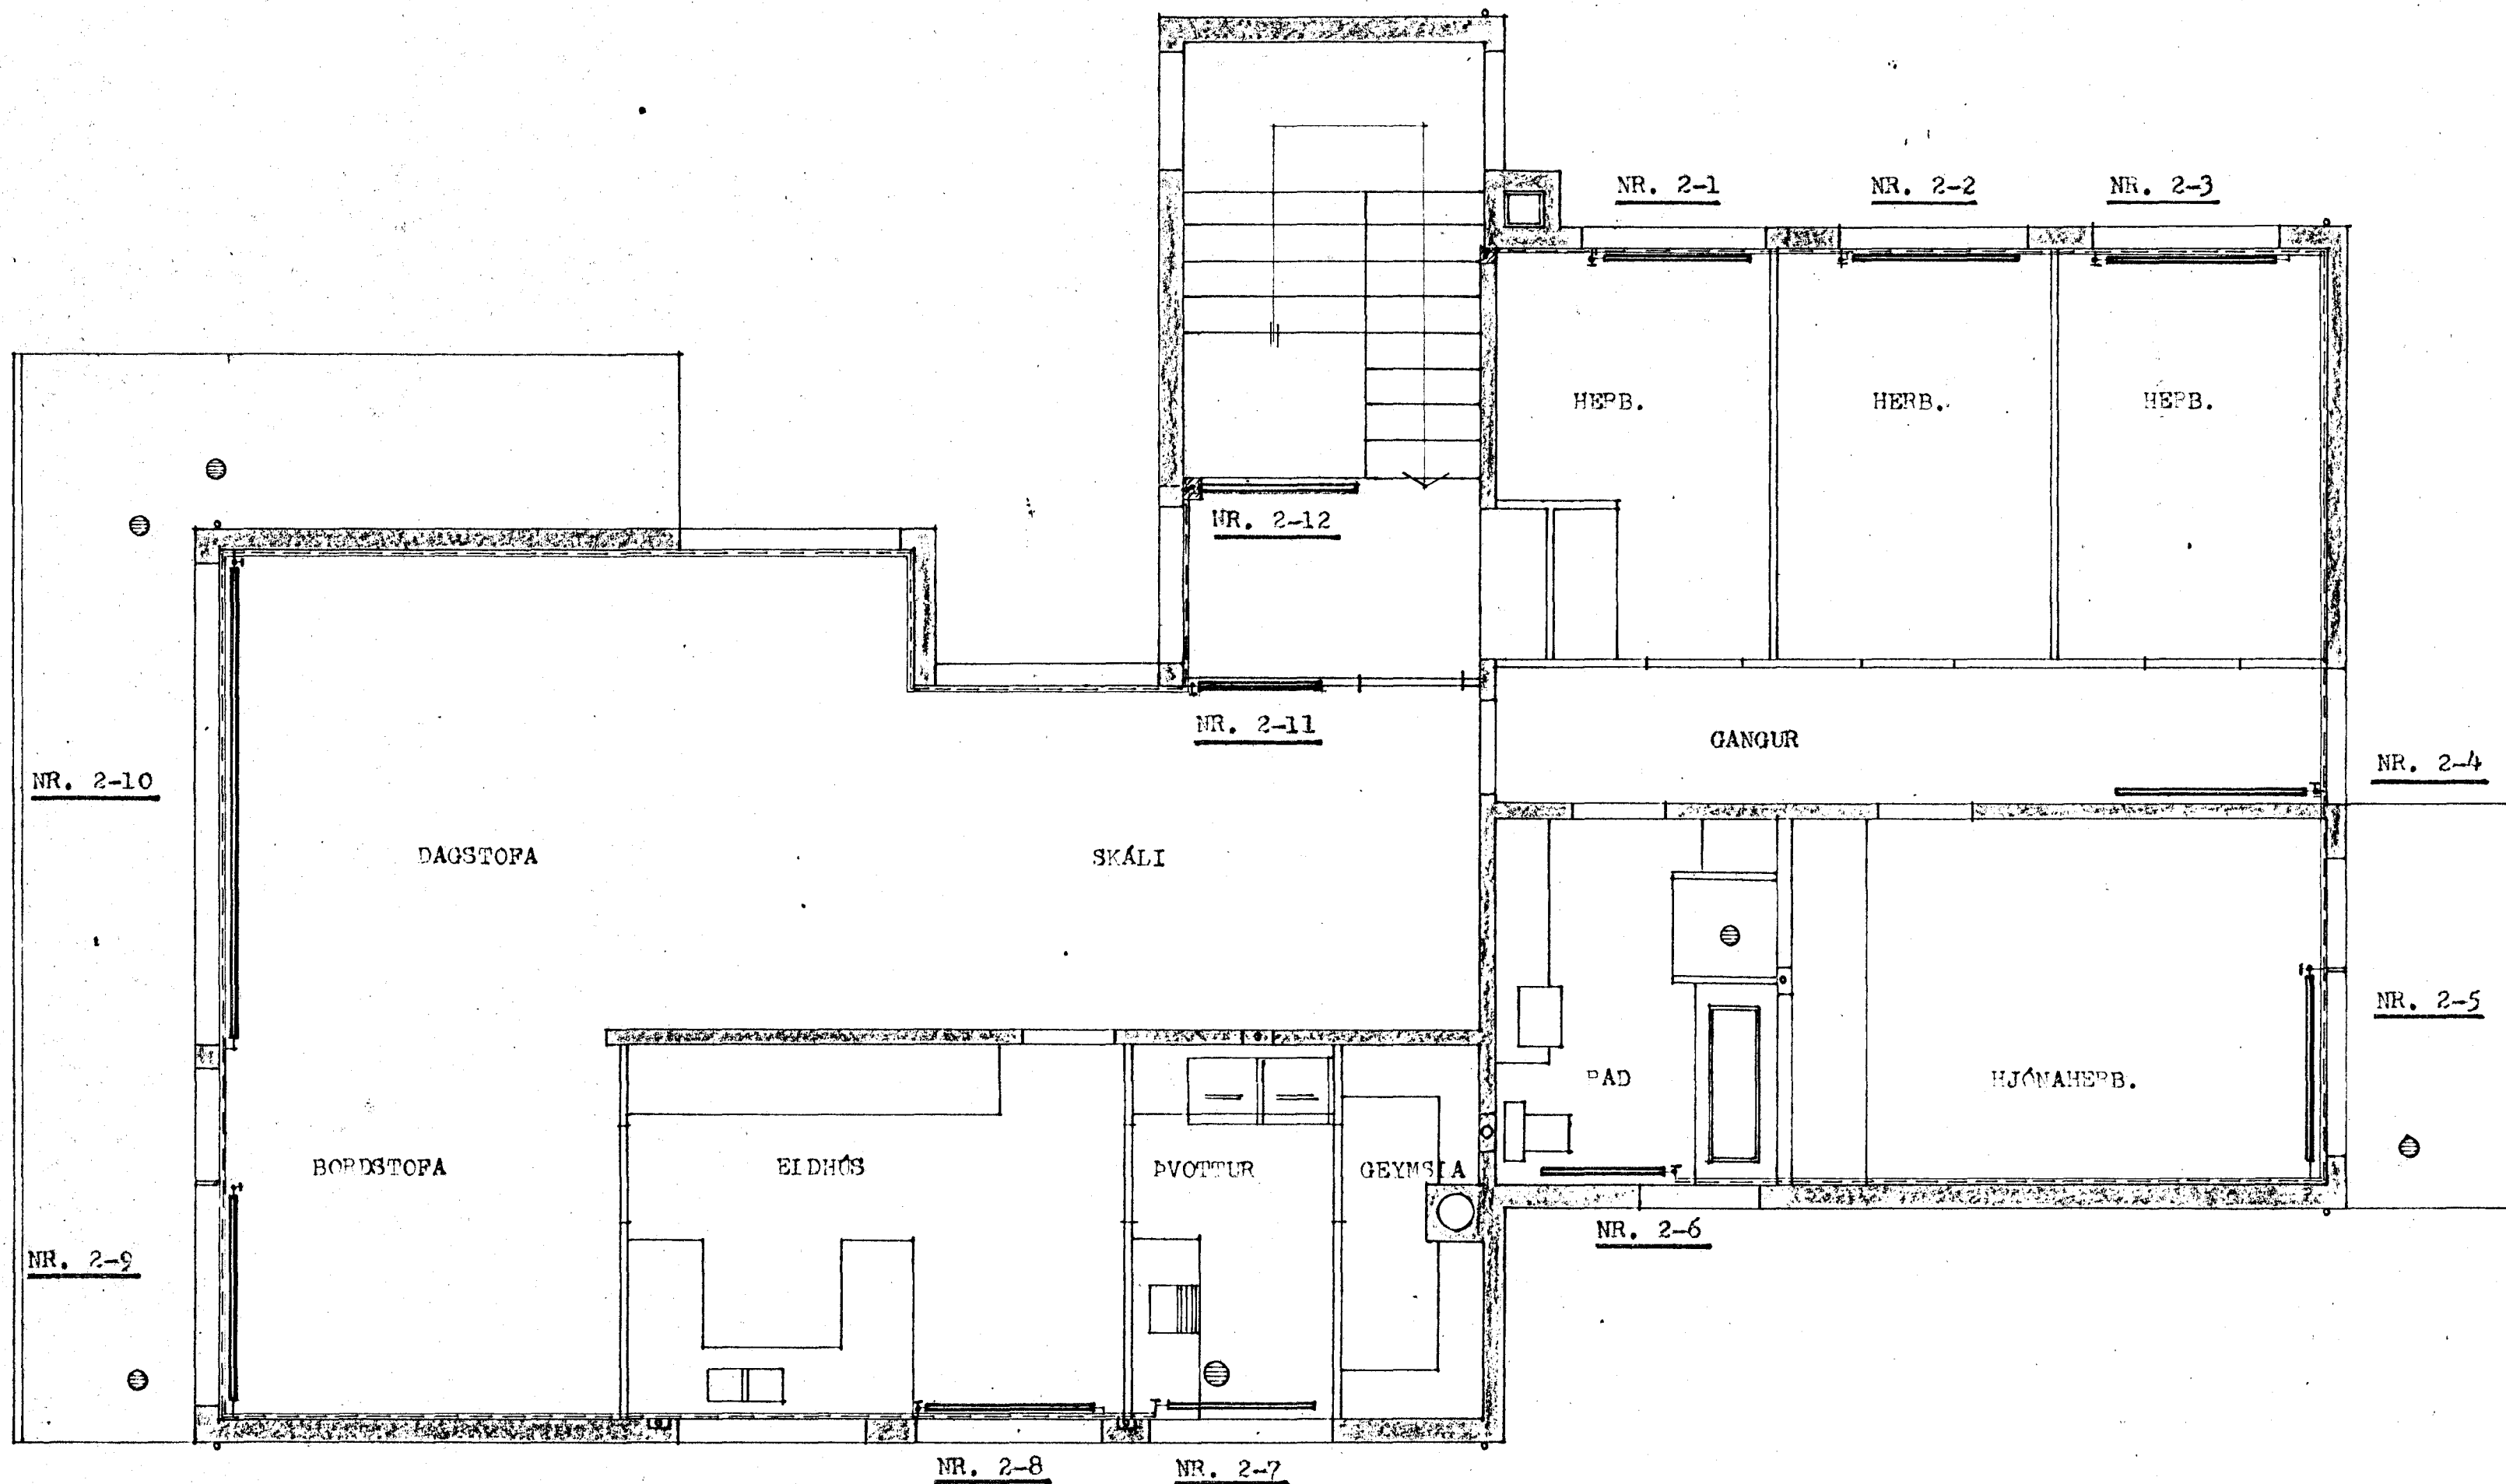 NR. 2-1
NR. 2-2
NR. 2-3
HERB.
HERB.
HERB.
NR. 2-12
NR. 2-11
GANGUR
NR. 2-4
NR. 2-10
DAGSTOFA
SKÁLI
NR. 2-5
BAD
HJÓNAHERB.
BORDSTOFA
ELDHÚS
ÞVOTTUR
GEYMSLA
NR. 2-6
NR. 2-9
NR. 2-8
NR. 2-7